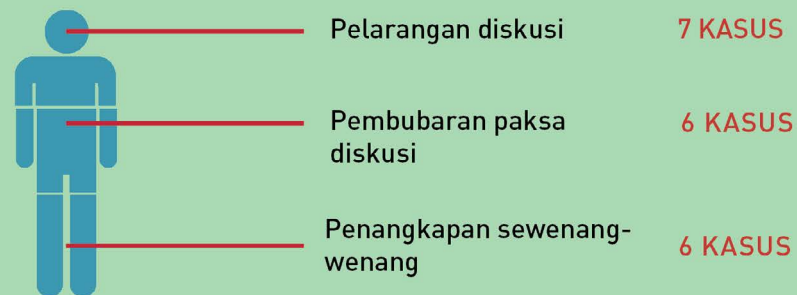 Pelarangan diskusi 7 KASUS
Pembubaran paksa 6 KASUS
diskusi
Penangkapan sewenang-
wenang 6 KASUS